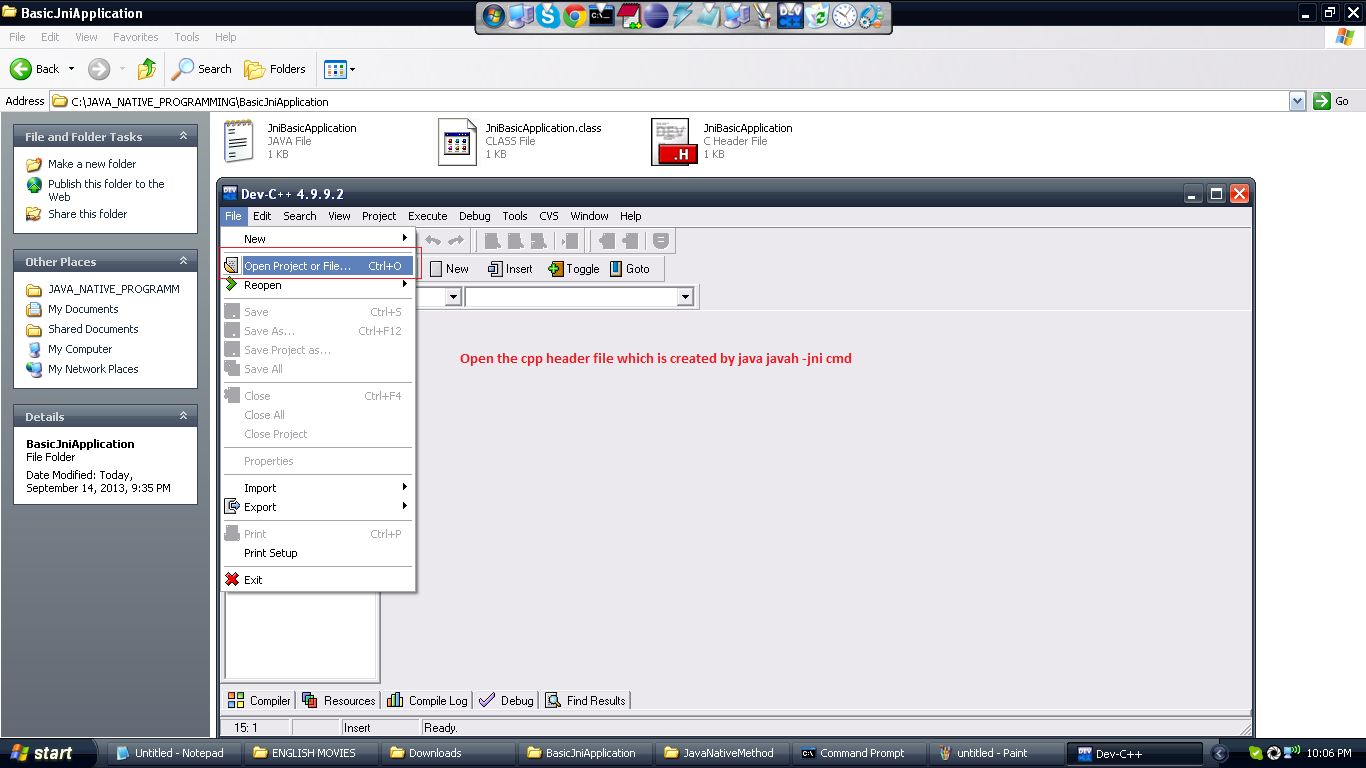 BasicJniApplication
File Edit View Favorites Tools Help
Back Search Folders
Address C:\JAVA_NATIVE_PROGRAMMING\BasicJniApplication Go
File and Folder Tasks
Make a new folder
Publish this folder to the
Web
Share this folder
Other Places
JAVA_NATIVE_PROGRAMM
My Documents
Shared Documents
My Computer
My Network Places
Details
BasicJniApplication
File Folder
Date Modified: Today,
September 14, 2013, 9:35 PM
JniBasicApplication
JAVA File
1 KB
JniBasicApplication.class
CLASS File
1 KB
DEV
.H
JniBasicApplication
C Header File
1 KB
Dev-C++ 4.9.9.2
File Edit Search View Project Execute Debug Tools CVS Window Help
New
Open Project or File... Ctrl+O
Reopen
Save Ctrl+S
Save As... Ctrl+F12
Save Project as...
Save All
Close Ctrl+F4
Close All
Close Project
Properties
Import
Export
Print Ctrl+P
Print Setup
Exit
New Insert Toggle Goto
Open the cpp header file which is created by java javah -jni cmd
Compiler Resources Compile Log Debug Find Results
15: 1 Insert Ready.
start Untitled - Notepad ENGLISH MOVIES Downloads BasicJniApplication JavaNativeMethod Command Prompt untitled - Paint Dev-C++ 10:06 PM